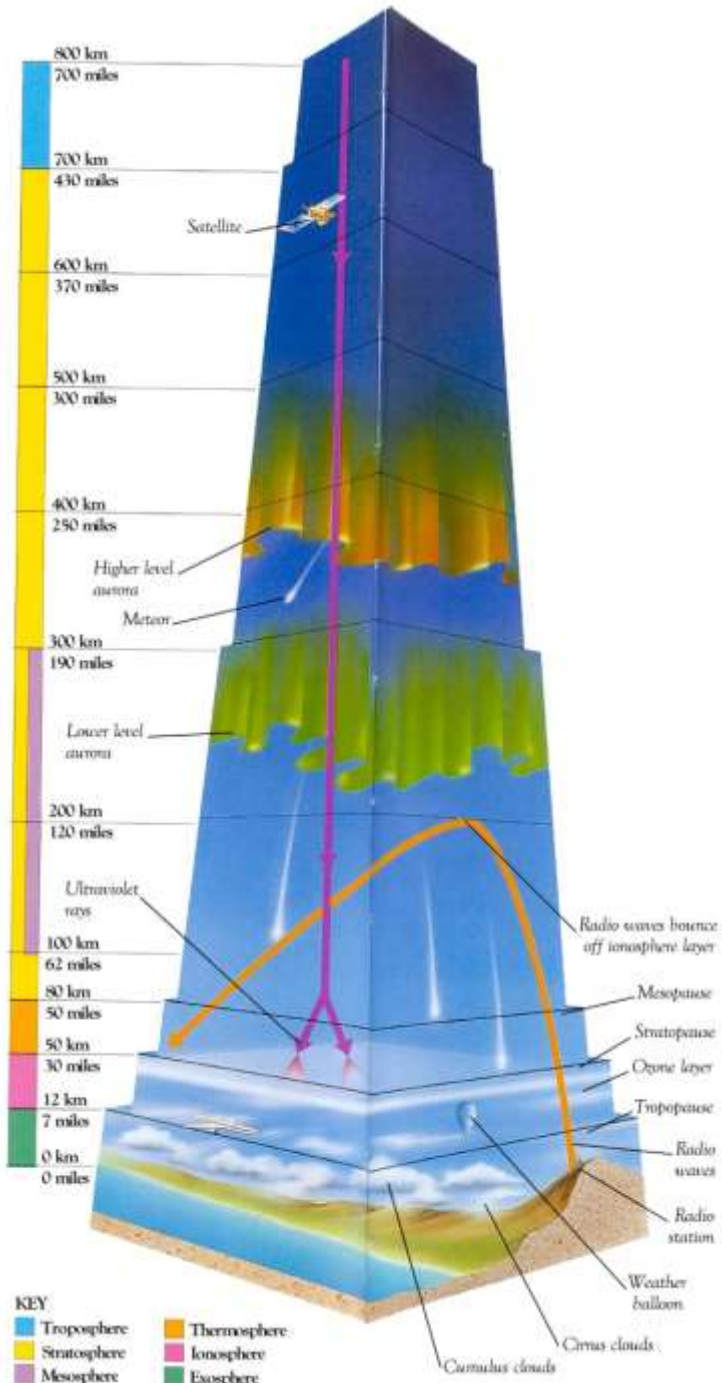 800 km
700 miles
700 km
430 miles
Satellite
600 km
370 miles
500 km
300 miles
400 km
250 miles
Higher level
aurora
Meteor
300 km
190 miles
Lower level
aurora
200 km
120 miles
Ultraviolet
rays
Radio waves bounce
off ionosphere layer
100 km
62 miles
Mesopause
80 km
50 miles
Stratopause
50 km
30 miles
Ozone layer
12 km
7 miles
Tropopause
0 km
0 miles
Radio
waves
Radio
station
Weather
balloon
Cirrus clouds
Cumulus clouds
KEY
Troposphere
Stratosphere
Mesosphere
Thermosphere
Ionosphere
Exosphere